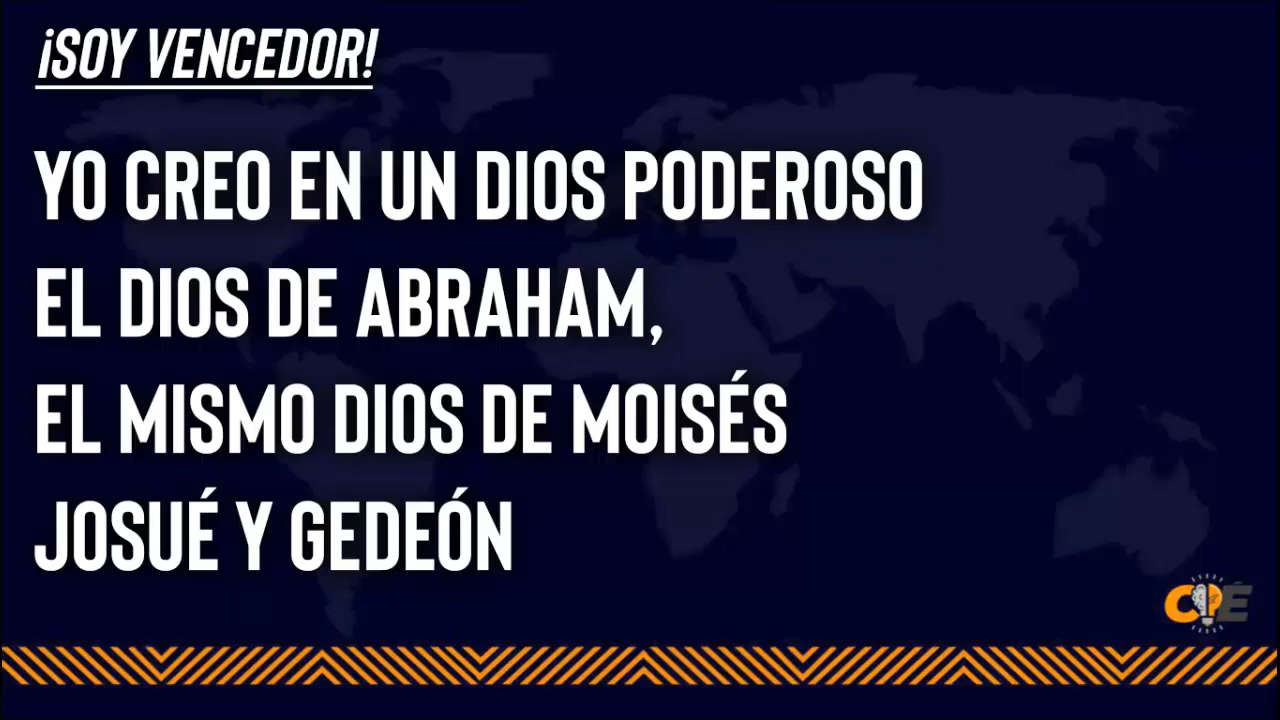 ¡SOY VENCEDOR!
YO CREO EN UN DIOS PODEROSO
EL DIOS DE ABRAHAM,
EL MISMO DIOS DE MOISÉS
JOSUÉ Y GEDEÓN